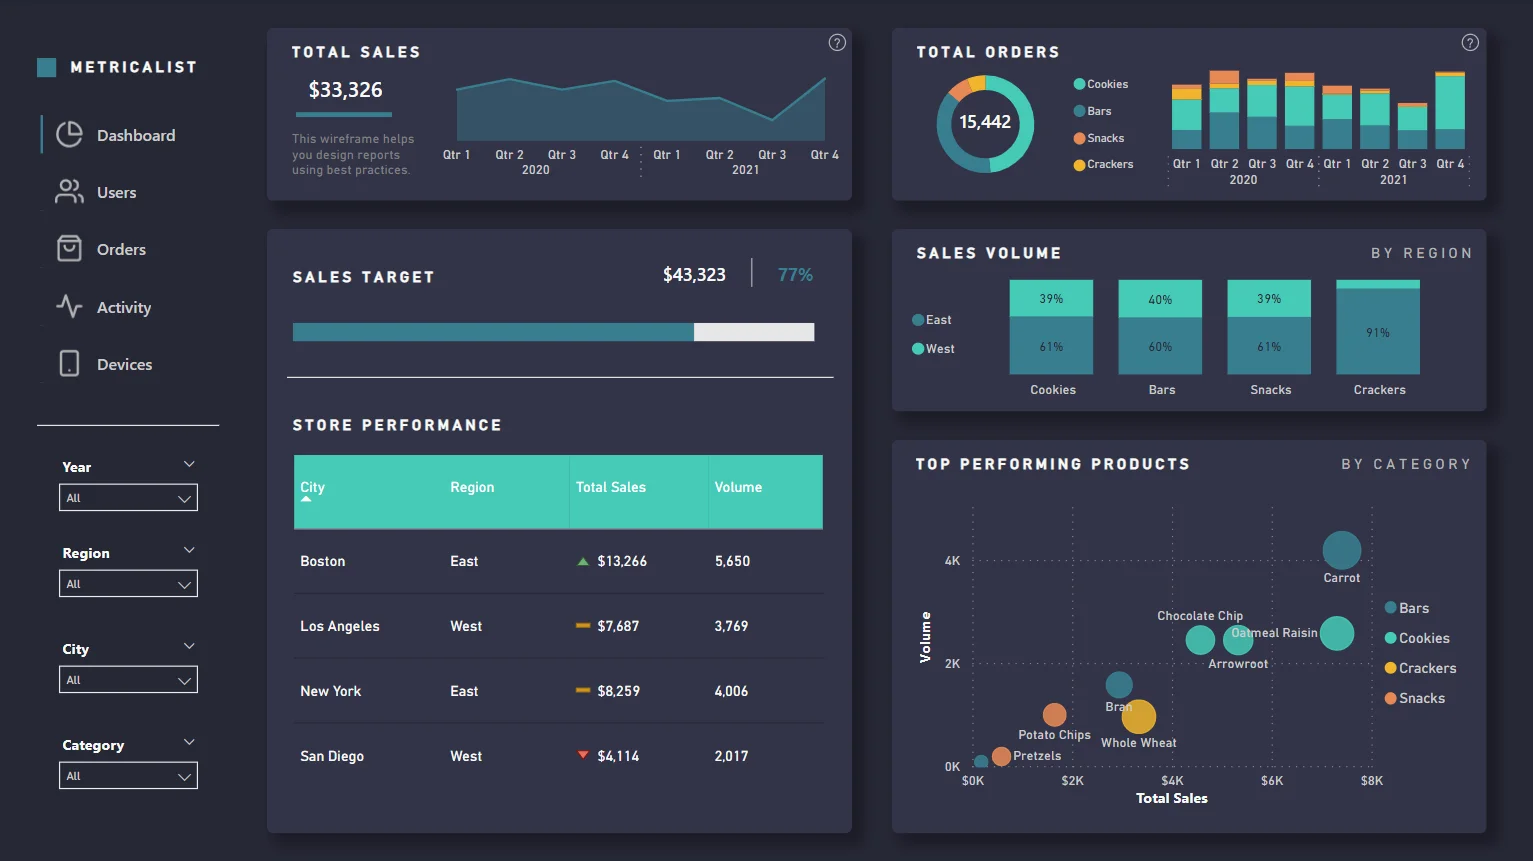 METRICALIST
Dashboard
Users
Orders
Activity
Devices
Year
All
Region
All
City
All
Category
All
TOTAL SALES
$33,326
This wireframe helps
you design reports
using best practices.
Qtr 1 Qtr 2 Qtr 3 Qtr 4 Qtr 1 Qtr 2 Qtr 3 Qtr 4
2020 2021
?
TOTAL ORDERS
15,442
Cookies
Bars
Snacks
Crackers
Qtr 1 Qtr 2 Qtr 3 Qtr 4 Qtr 1 Qtr 2 Qtr 3 Qtr 4
2020 2021
?
SALES TARGET
$43,323 77%
STORE PERFORMANCE
City Region Total Sales Volume
Boston East $13,266 5,650
Los Angeles West $7,687 3,769
New York East $8,259 4,006
San Diego West $4,114 2,017
SALES VOLUME BY REGION
East
West
39% 40% 39%
61% 60% 61% 91%
Cookies Bars Snacks Crackers
TOP PERFORMING PRODUCTS BY CATEGORY
Volume
4K
2K
0K
Carrot
Chocolate Chip
Oatmeal Raisin
Arrowroot
Bran
Potato Chips
Whole Wheat
Pretzels
$0K $2K $4K $6K $8K
Total Sales
Bars
Cookies
Crackers
Snacks